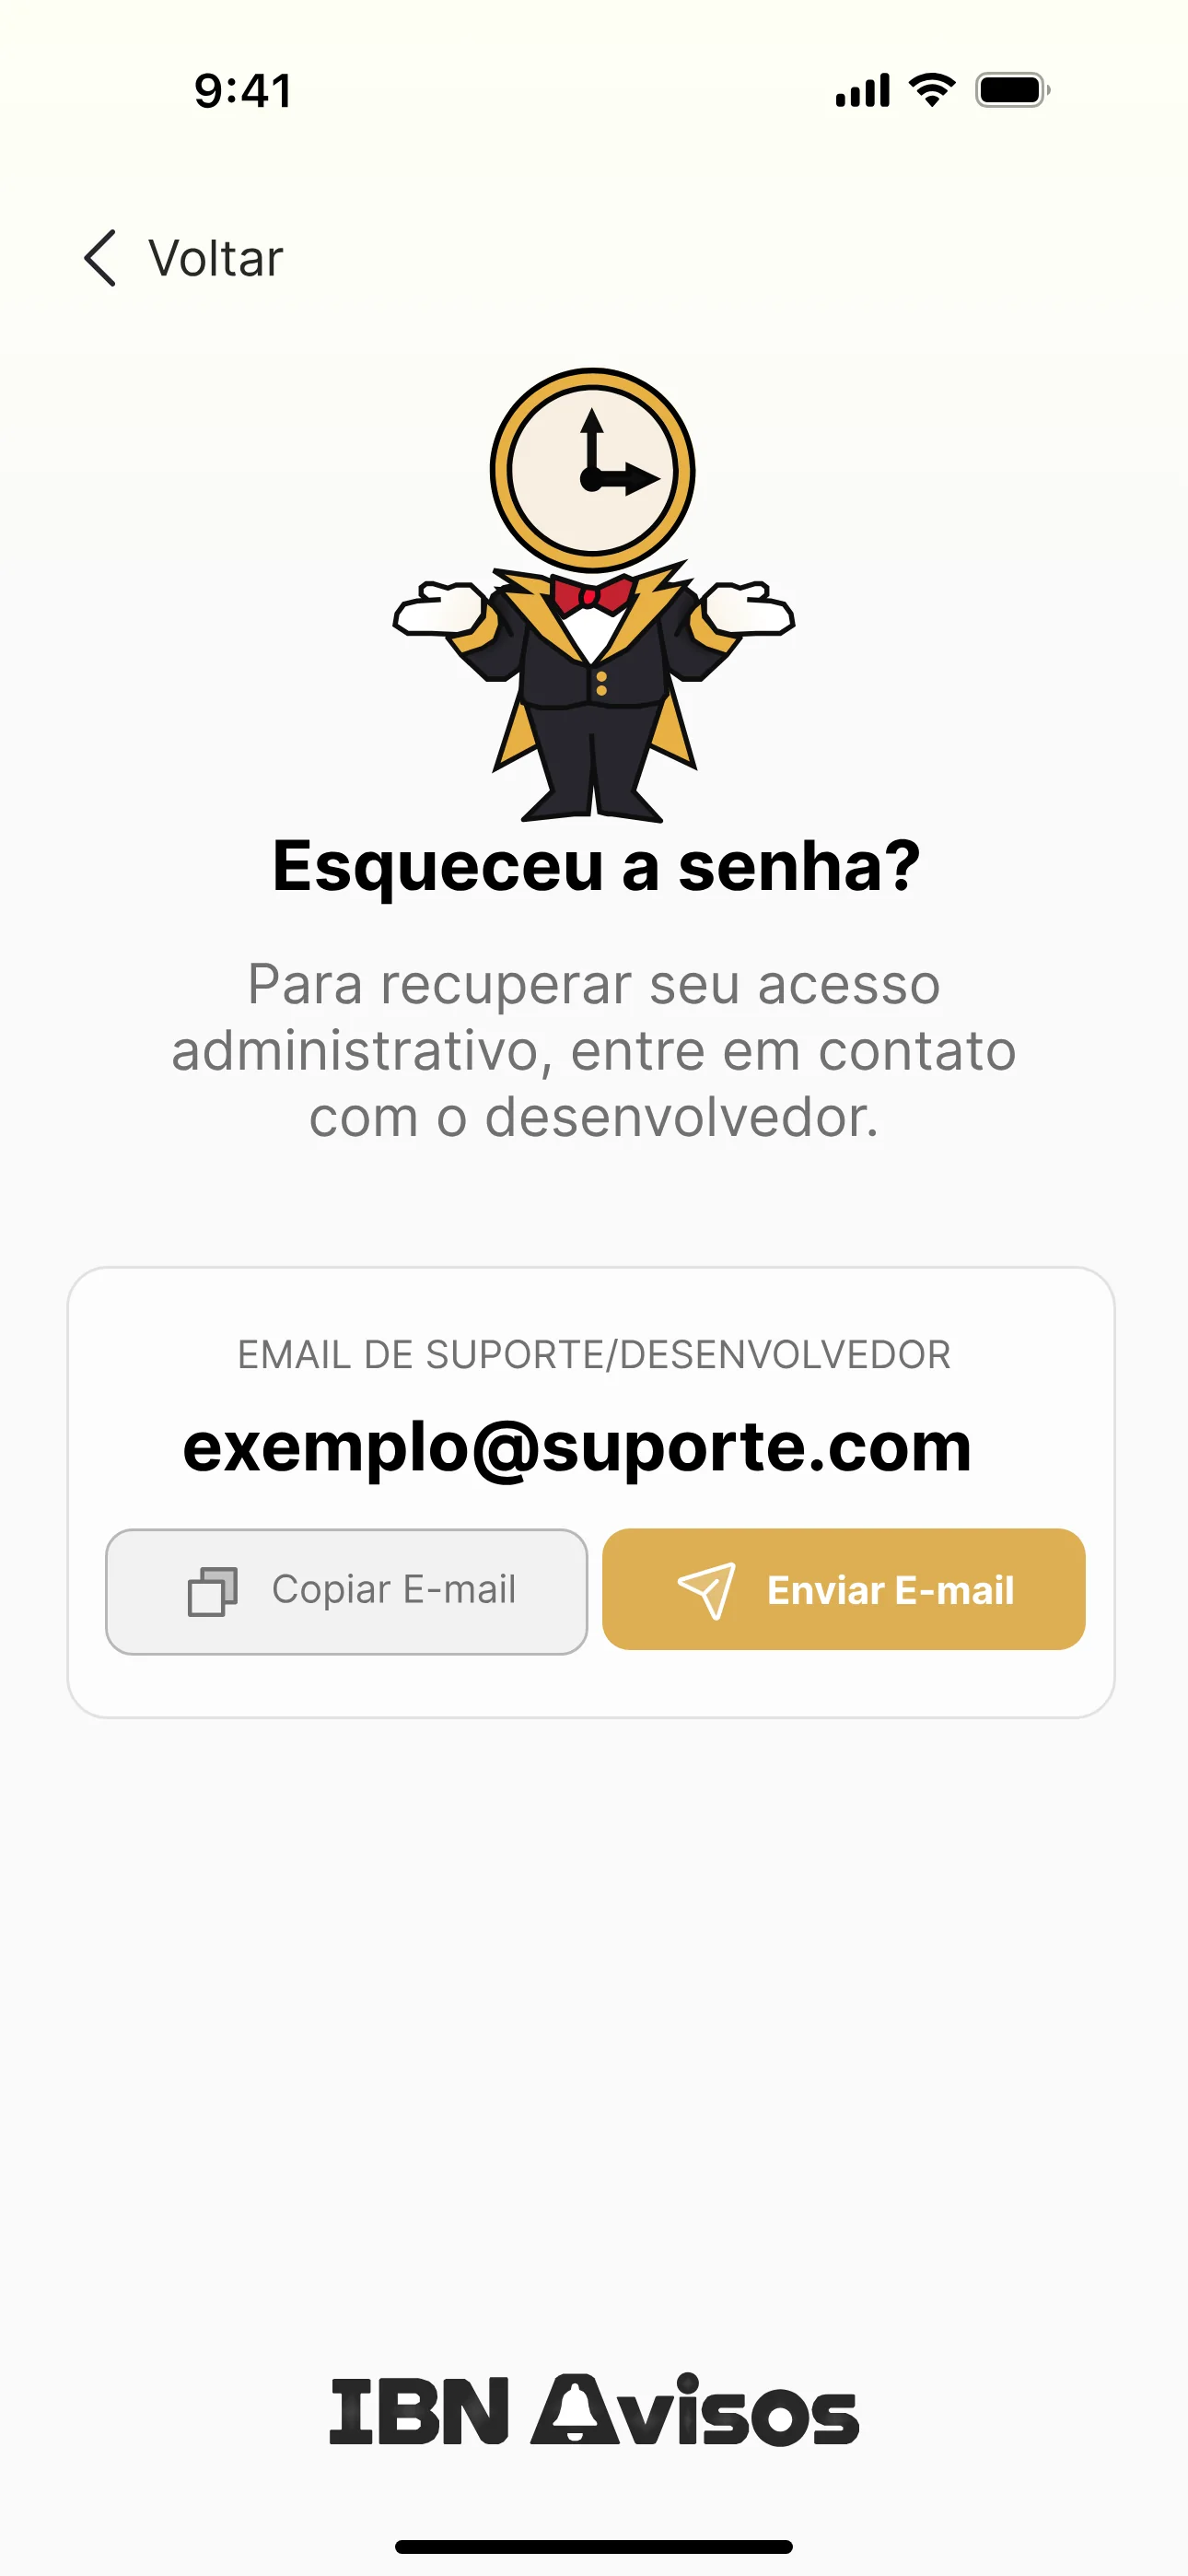 9:41
Voltar
Esqueceu a senha?
Para recuperar seu acesso
administrativo, entre em contato
com o desenvolvedor.
EMAIL DE SUPORTE/DESENVOLVEDOR
exemplo@suporte.com
Copiar E-mail
Enviar E-mail
IBN Avisos